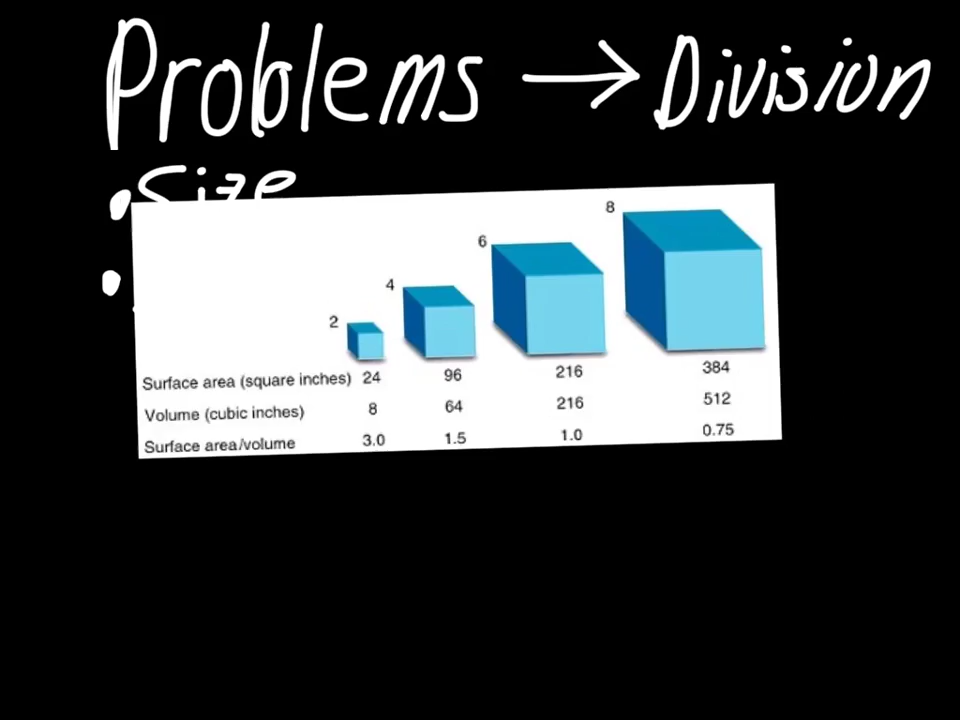 Problems → Division
• Size
•
2 4 6 8
Surface area (square inches) 24 96 216 384
Volume (cubic inches) 8 64 216 512
Surface area/volume 3.0 1.5 1.0 0.75